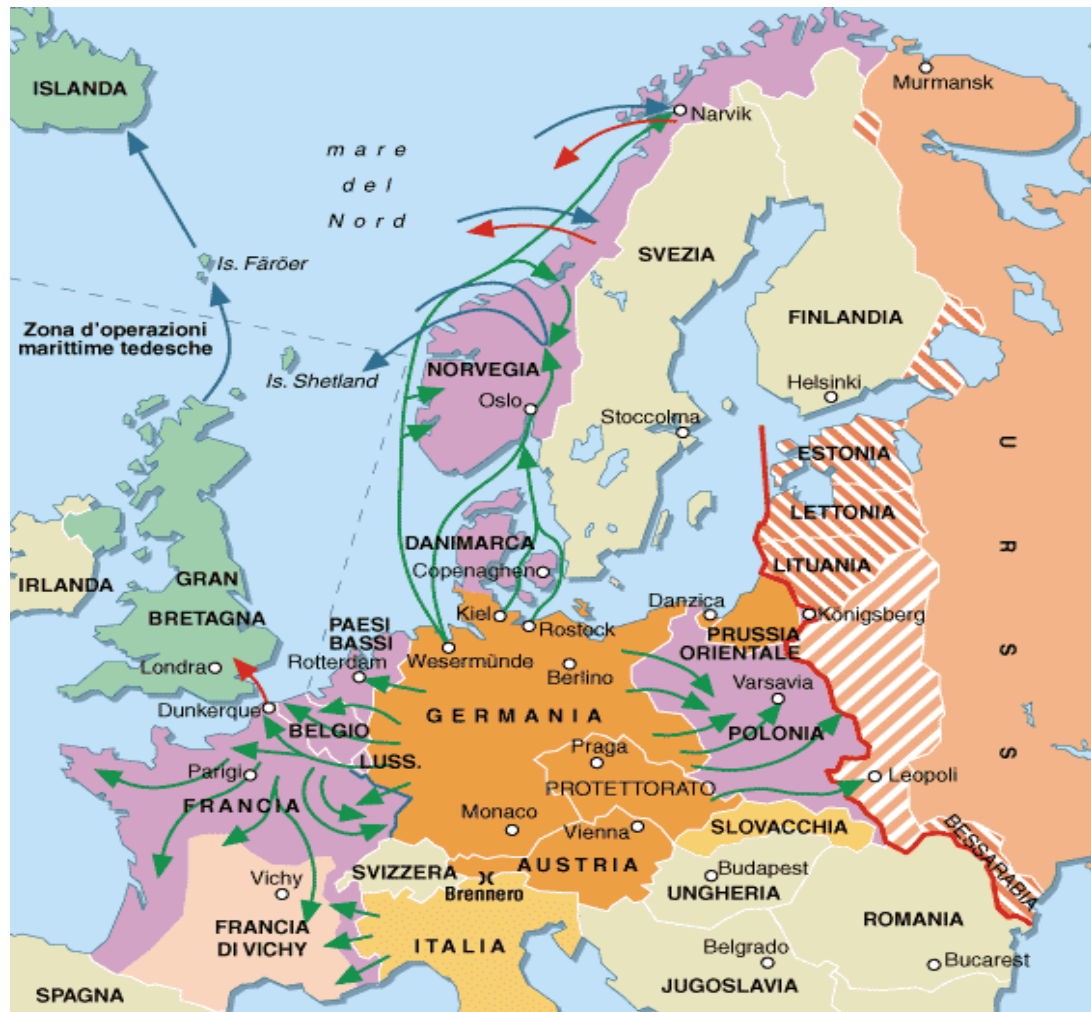 ISLANDA
Murmansk
Narvik
mare
del
Nord
SVEZIA
Is. Färöer
FINLANDIA
Zona d'operazioni
marittime tedesche
Is. Shetland
NORVEGIA
Oslo
Helsinki
Stoccolma
ESTONIA
U R S S
LETTONIA
DANIMARCA
Copenaghen
LITUANIA
IRLANDA
GRAN
BRETAGNA
Kiel
Danzica
Königsberg
PAESI
BASSI
Rostock
PRUSSIA
ORIENTALE
Londra
Rotterdam
Wesermünde
Berlino
Varsavia
Dunkerque
BELGIO
GERMANIA
POLONIA
LUSS.
Praga
Parigi
PROTETTORATO
Leopoli
FRANCIA
Monaco
Vienna
SLOVACCHIA
BESSARABIA
SVIZZERA
AUSTRIA
Brennero
Budapest
UNGHERIA
Vichy
FRANCIA
DI VICHY
ITALIA
ROMANIA
Belgrado
Bucarest
JUGOSLAVIA
SPAGNA